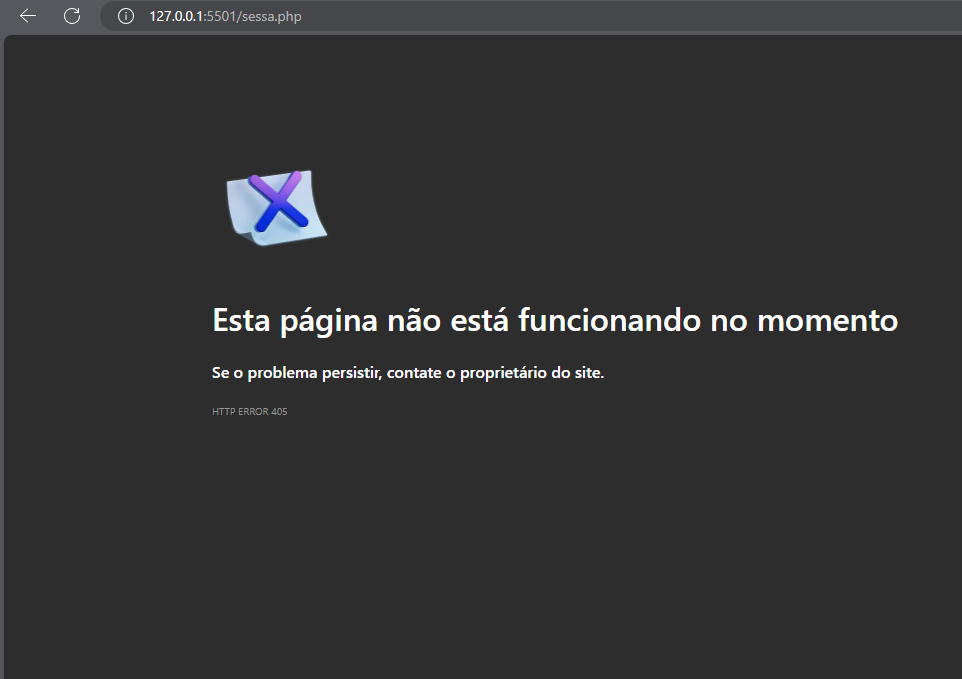 127.0.0.1:5501/sessa.php
Esta página não está funcionando no momento
Se o problema persistir, contate o proprietário do site.
HTTP ERROR 405